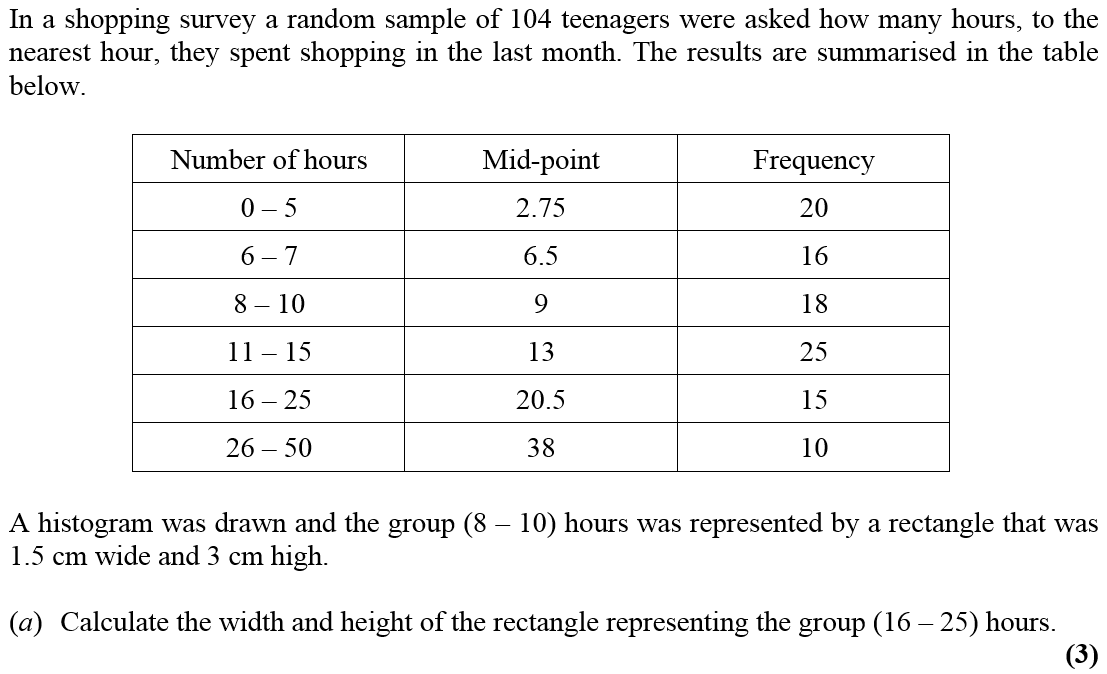 In a shopping survey a random sample of 104 teenagers were asked how many hours, to the
nearest hour, they spent shopping in the last month. The results are summarised in the table
below.
Number of hours Mid-point Frequency
0 – 5 2.75 20
6 – 7 6.5 16
8 – 10 9 18
11 – 15 13 25
16 – 25 20.5 15
26 – 50 38 10
A histogram was drawn and the group (8 – 10) hours was represented by a rectangle that was
1.5 cm wide and 3 cm high.
(a) Calculate the width and height of the rectangle representing the group (16 – 25) hours.
(3)